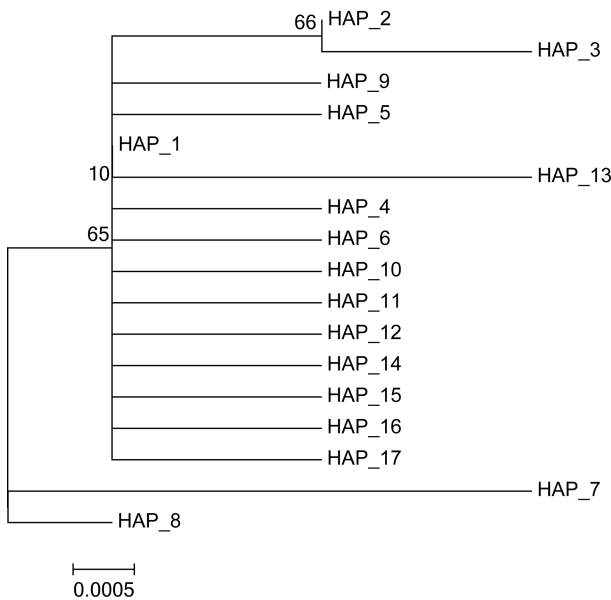 66 HAP_2
HAP_3
HAP_9
HAP_5
HAP_1
10 HAP_13
HAP_4
65 HAP_6
HAP_10
HAP_11
HAP_12
HAP_14
HAP_15
HAP_16
HAP_17
HAP_7
HAP_8
0.0005